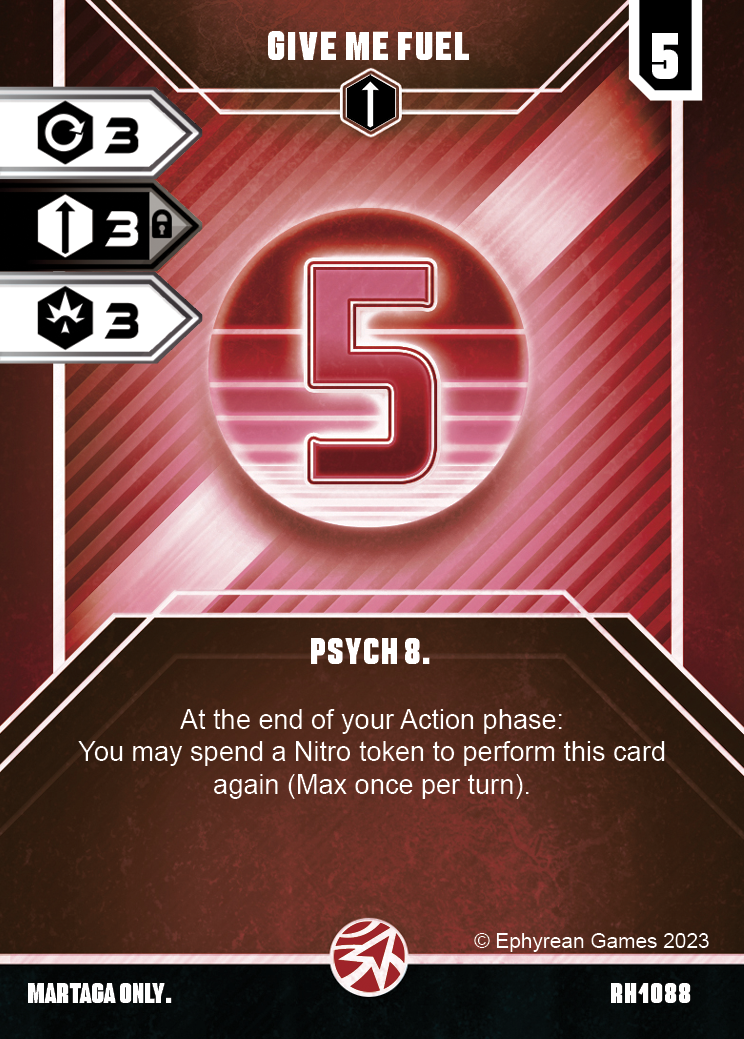 GIVE ME FUEL
5
3
3
3
5
PSYCH 8.
At the end of your Action phase:
You may spend a Nitro token to perform this card
again (Max once per turn).
© Ephyrean Games 2023
MARTAGA ONLY.
RH1088